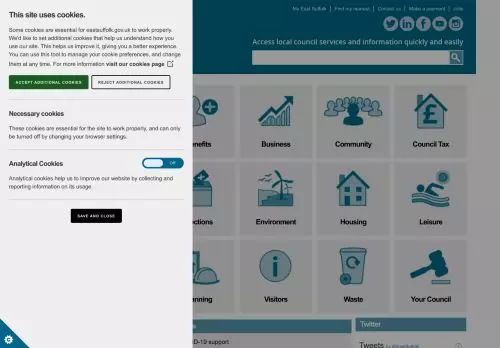 This site uses cookies.
Some cookies are essential for eastsuffolk.gov.uk to work properly.
We'd like to set additional cookies that help us understand how you
use our site. This helps us improve it, giving you a better experience.
You can use this tool to manage your cookie preferences, and change
them at any time. For more information visit our cookies page
ACCEPT ADDITIONAL COOKIES
REJECT ADDITIONAL COOKIES
Necessary cookies
These cookies are essential for the site to work properly, and can only
be turned off by changing your browser settings.
Analytical Cookies
Off
Analytical cookies help us to improve our website by collecting and
reporting information on its usage.
SAVE AND CLOSE
My East Suffolk | Find my nearest | Contact us | Make a payment | Jobs
Access local council services and information quickly and easily
nefits
Business
Community
Council Tax
ctions
Environment
Housing
Leisure
nning
Visitors
Waste
Your Council
Twitter
D-19 support
Tweets